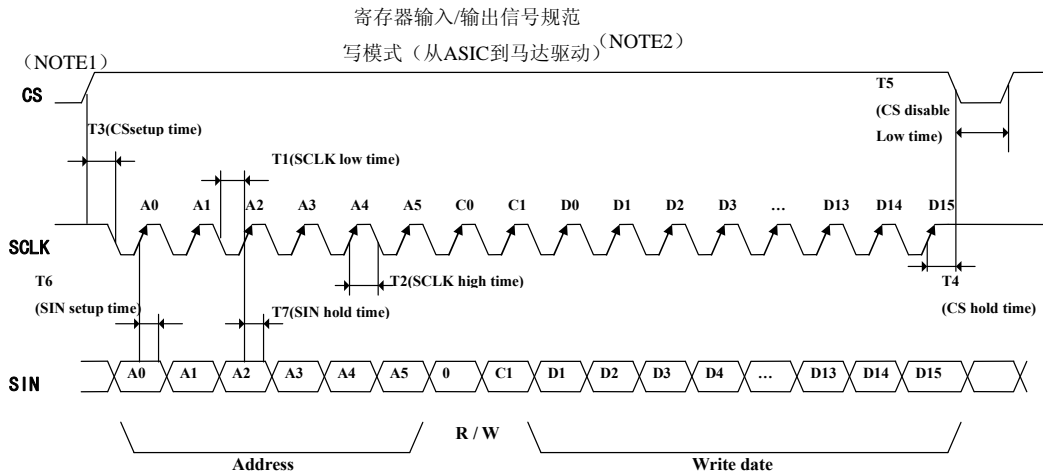 寄存器输入/输出信号规范
写模式（从ASIC到马达驱动）(NOTE2)
（NOTE1）
CS
T5
(CS disable
Low time)
T3(CSsetup time)
T1(SCLK low time)
A0 A1 A2 A3 A4 A5 C0 C1 D0 D1 D2 D3 … D13 D14 D15
SCLK
T6
(SIN setup time)
T2(SCLK high time)
T7(SIN hold time)
T4
(CS hold time)
SIN
A0 A1 A2 A3 A4 A5 0 C1 D1 D2 D3 D4 … D13 D14 D15
R / W
Address
Write date